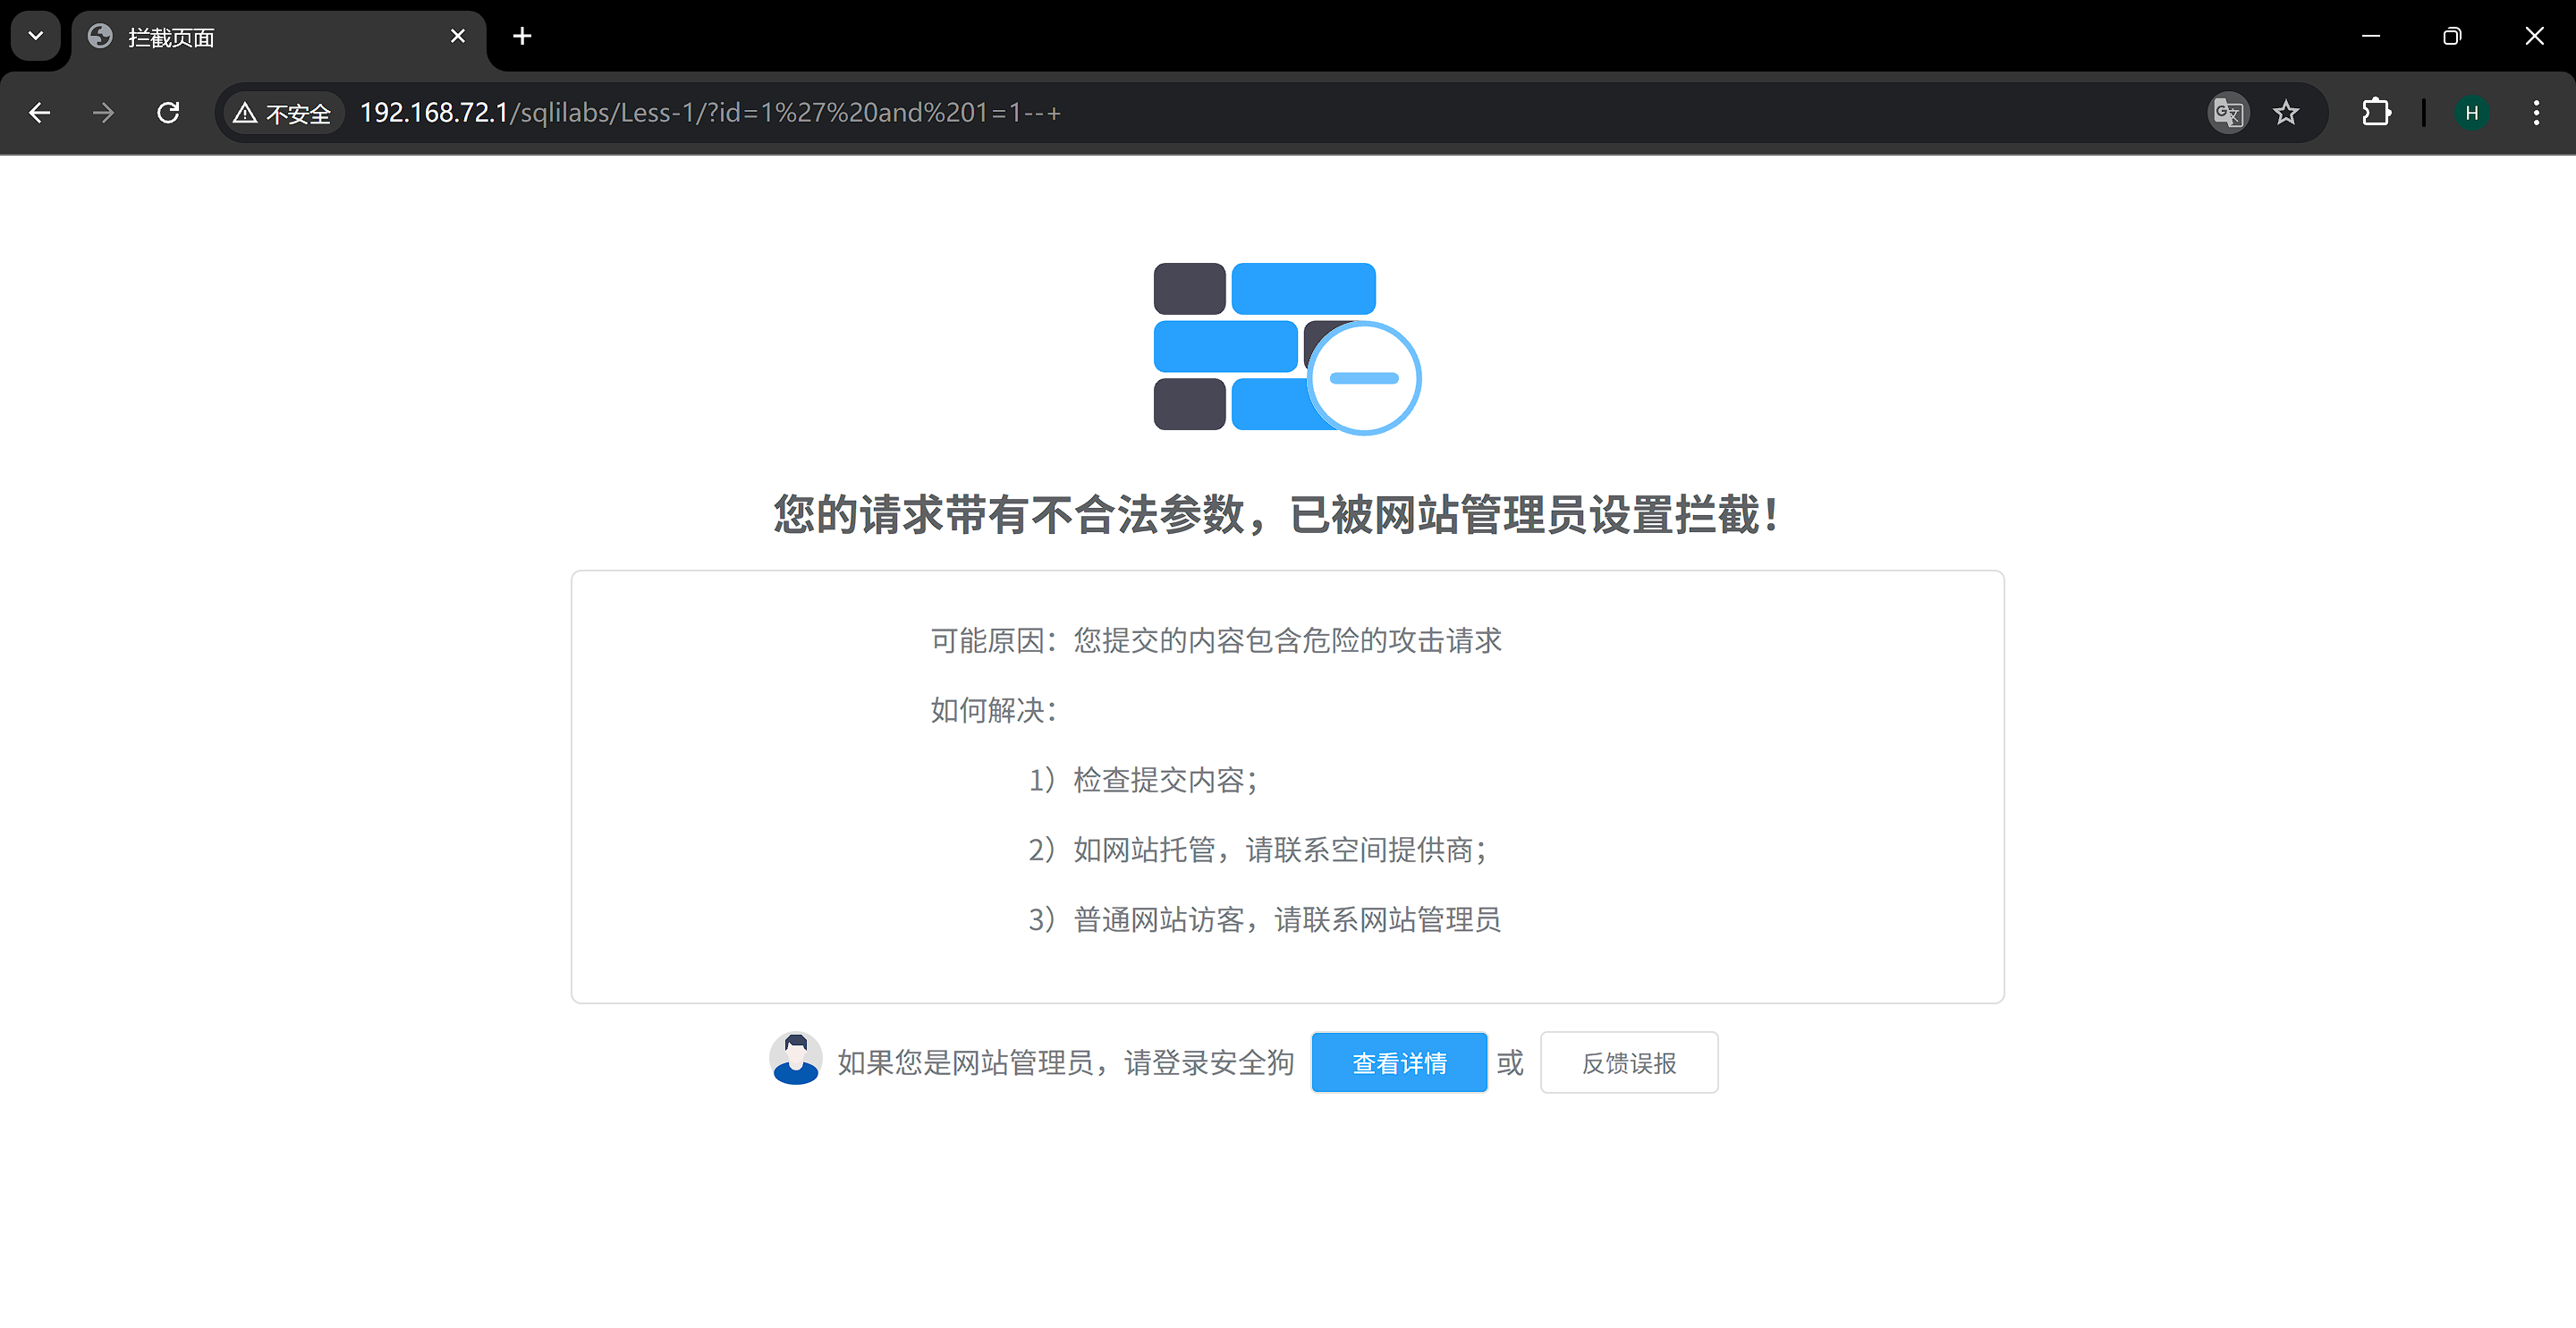 拦截页面
不安全 192.168.72.1/sqlilabs/Less-1/?id=1%27%20and%201=1--+
H
您的请求带有不合法参数，已被网站管理员设置拦截！
可能原因：您提交的内容包含危险的攻击请求
如何解决：
1）检查提交内容；
2）如网站托管，请联系空间提供商；
3）普通网站访客，请联系网站管理员
如果您是网站管理员，请登录安全狗 查看详情 或 反馈误报